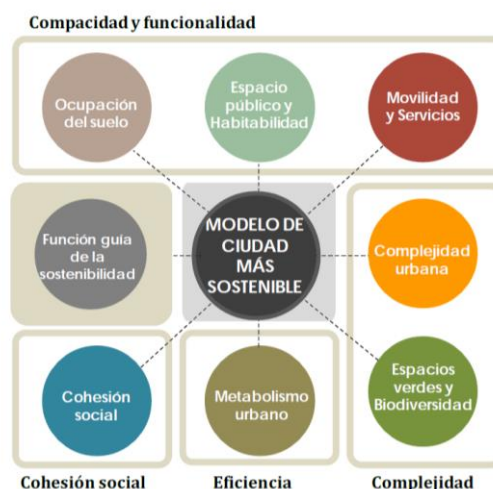 Compacidad y funcionalidad
Ocupación
del suelo
Espacio
público y
Habitabilidad
Movilidad
y Servicios
Función guía
de la
sostenibilidad
MODELO DE
CIUDAD
MÁS
SOSTENIBLE
Complejidad
urbana
Cohesión
social
Metabolismo
urbano
Espacios
verdes y
Biodiversidad
Cohesión social
Eficiencia
Complejidad